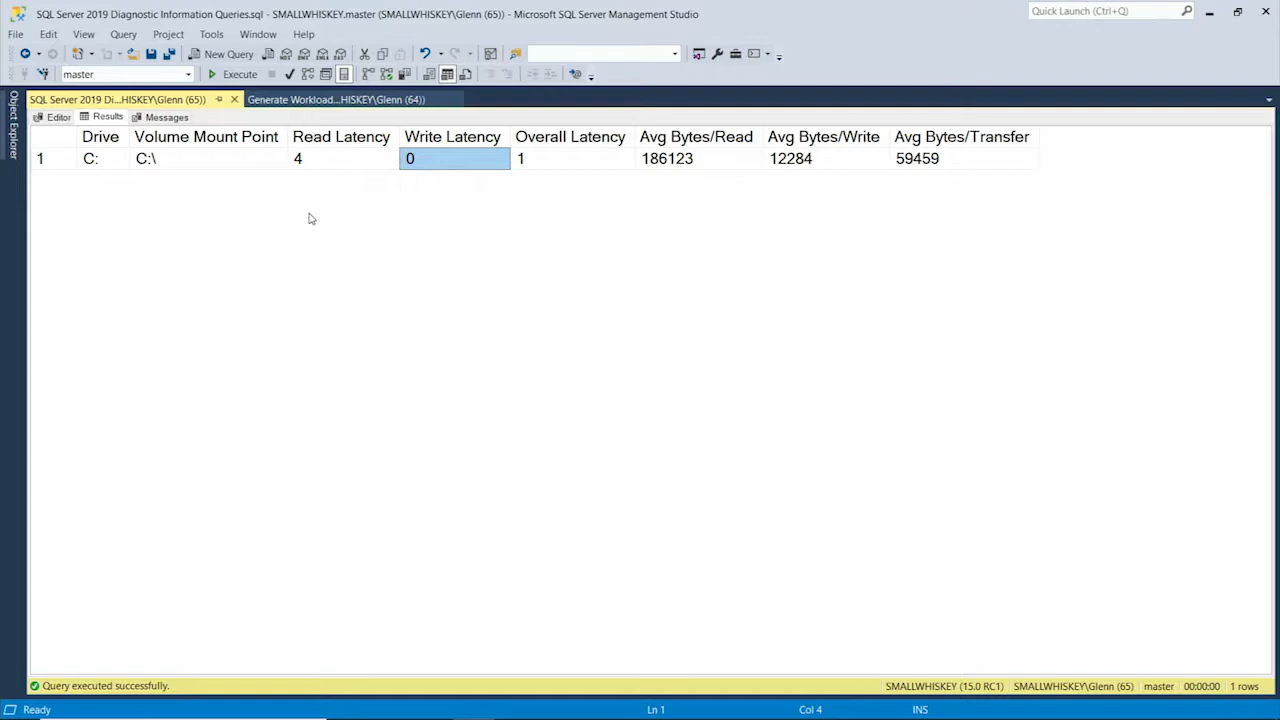 SQL Server 2019 Diagnostic Information Queries.sql - SMALLWHISKEY.master (SMALLWHISKEY\Glenn (65)) - Microsoft SQL Server Management Studio
Quick Launch (Ctrl+Q)
File Edit View Query Project Tools Window Help
New Query
master Execute
Object Explorer
SQL Server 2019 Di...HISKEY\Glenn (65)) Generate Workload...HISKEY\Glenn (64))
Editor Results Messages
Drive Volume Mount Point Read Latency Write Latency Overall Latency Avg Bytes/Read Avg Bytes/Write Avg Bytes/Transfer
1 C: C:\ 4 0 1 186123 12284 59459
Query executed successfully. SMALLWHISKEY (15.0 RC1) SMALLWHISKEY\Glenn (65) master 00:00:00 1 rows
Ready Ln 1 Col 4 INS